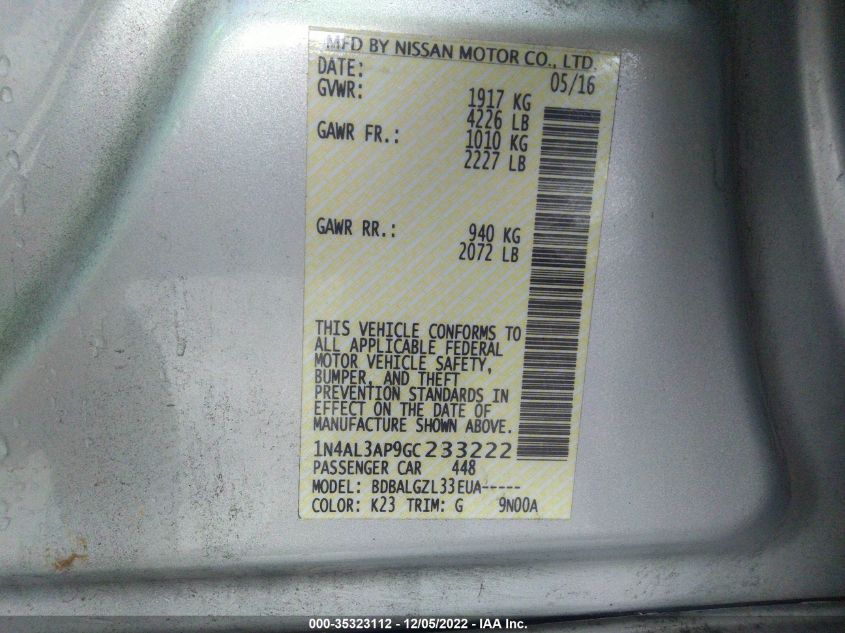 MFD BY NISSAN MOTOR CO., LTD.
DATE: 05/16
GVWR: 1917 KG
4226 LB
GAWR FR.: 1010 KG
2227 LB
GAWR RR.: 940 KG
2072 LB
THIS VEHICLE CONFORMS TO
ALL APPLICABLE FEDERAL
MOTOR VEHICLE SAFETY,
BUMPER, AND THEFT
PREVENTION STANDARDS IN
EFFECT ON THE DATE OF
MANUFACTURE SHOWN ABOVE.
1N4AL3AP9GC233222
PASSENGER CAR 448
MODEL: BDBALGZL33EUA-----
COLOR: K23 TRIM: G 9N00A
000-35323112 - 12/05/2022 - IAA Inc.